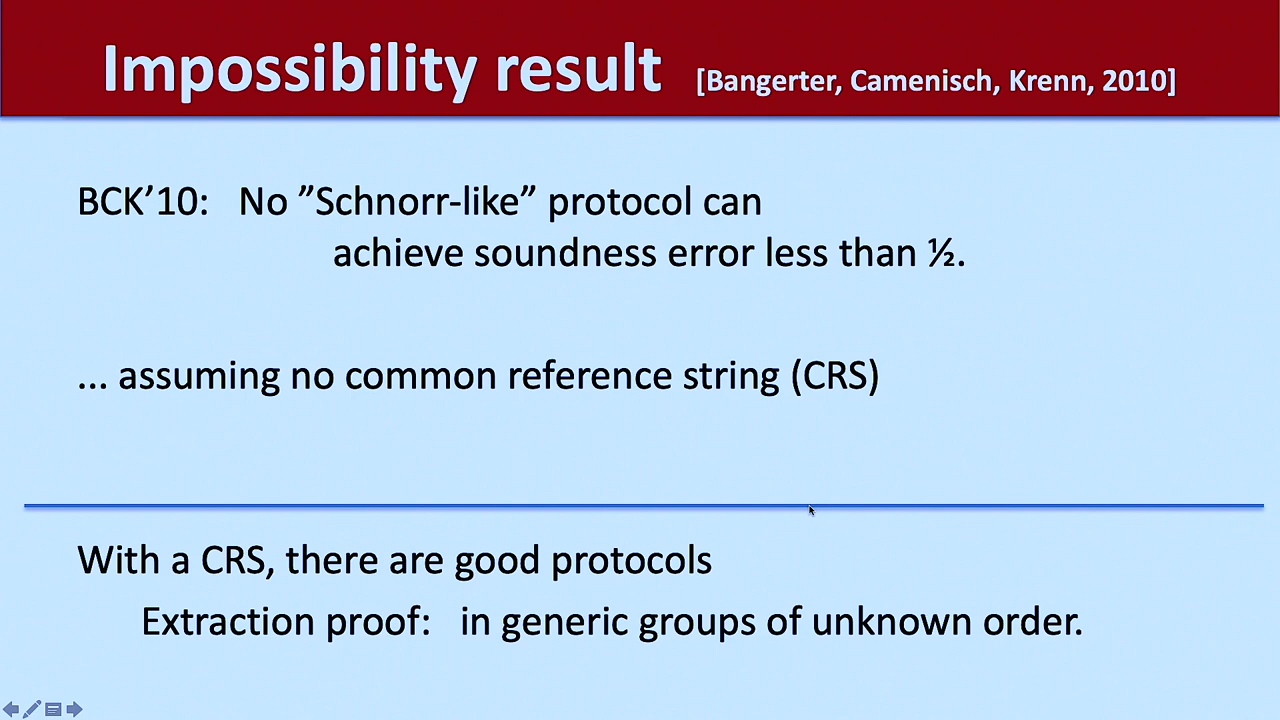 Impossibility result [Bangerter, Camenisch, Krenn, 2010]
BCK’10: No ”Schnorr-like” protocol can
achieve soundness error less than ½.
... assuming no common reference string (CRS)
With a CRS, there are good protocols
Extraction proof: in generic groups of unknown order.